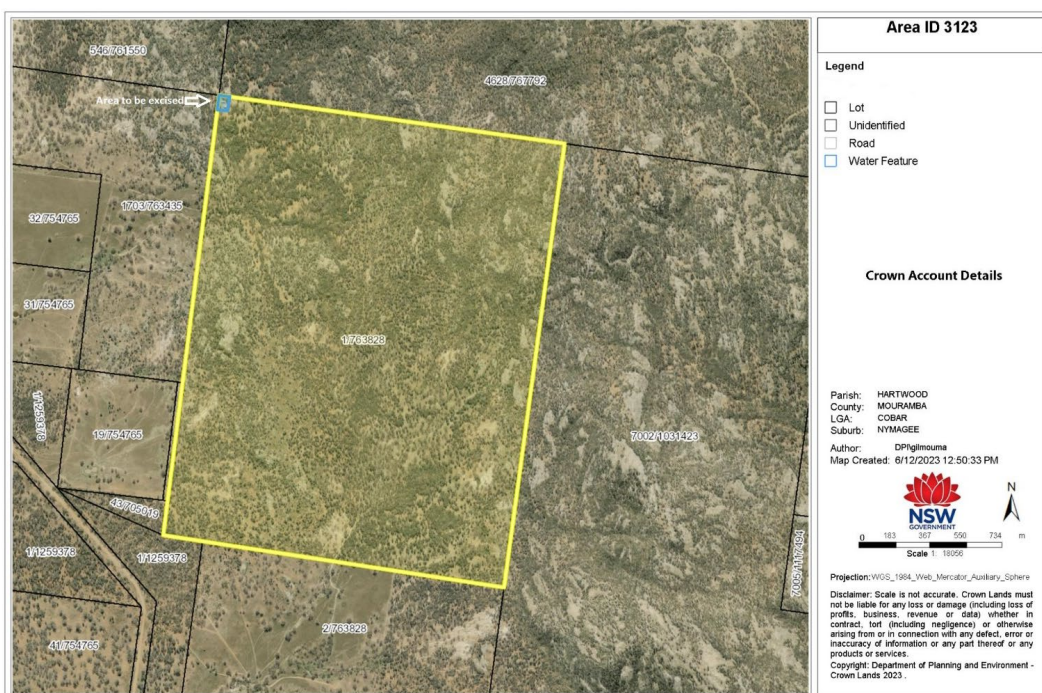 546/761550
4628/767792
Area to be excised
1703/763435
32/754765
31/754765
1/763828
1/1259378
19/754765
7002/1031423
43/705019
1/1259378
1/1259378
7005/1117494
2/763828
41/754765
Area ID 3123
Legend
Lot
Unidentified
Road
Water Feature
Crown Account Details
Parish: HARTWOOD
County: MOURAMBA
LGA: COBAR
Suburb: NYMAGEE
Author: DPI\gilmouma
Map Created: 6/12/2023 12:50:33 PM
NSW
GOVERNMENT
N
0 183 367 550 734 m
Scale 1: 18056
Projection: WGS_1984_Web_Mercator_Auxiliary_Sphere
Disclaimer: Scale is not accurate. Crown Lands must
not be liable for any loss or damage (including loss of
profits, business, revenue or data) whether in
contract, tort (including negligence) or otherwise
arising from or in connection with any defect, error or
inaccuracy of information or any part thereof or any
products or services.
Copyright: Department of Planning and Environment -
Crown Lands 2023 .